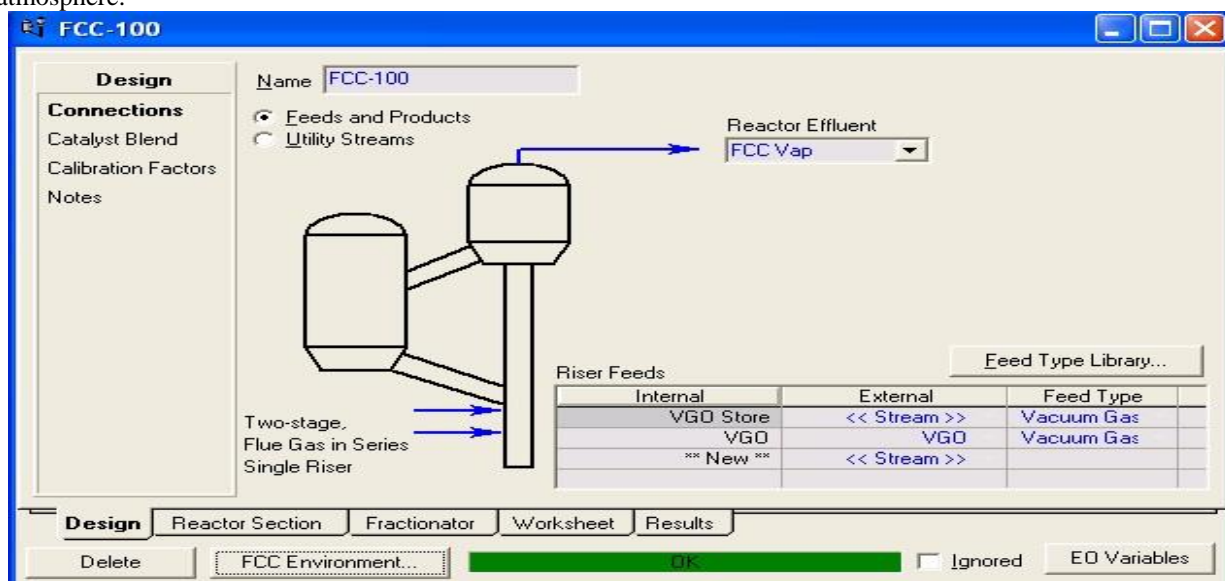 atmosphere.
FCC-100
Design
Connections
Catalyst Blend
Calibration Factors
Notes
Name FCC-100
Feeds and Products
Utility Streams
Reactor Effluent
FCC Vap
Two-stage,
Flue Gas in Series
Single Riser
Feed Type Library...
Riser Feeds
Internal External Feed Type
VGO Store << Stream >> Vacuum Gas
VGO VGO Vacuum Gas
** New ** << Stream >>
Design Reactor Section Fractionator Worksheet Results
Delete FCC Environment... OK Ignored EO Variables